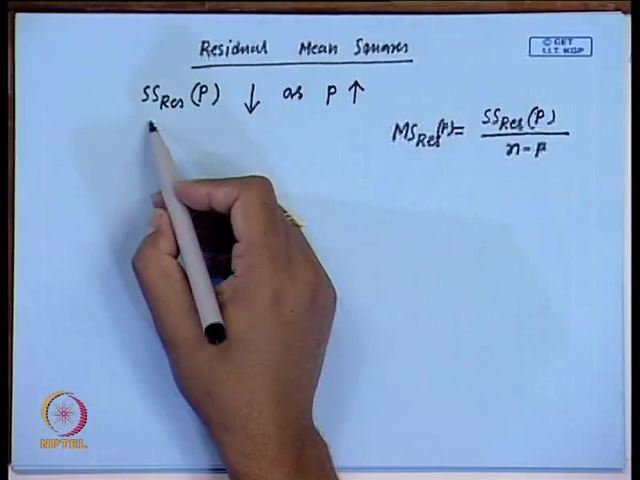 Residual Mean Squares
© CET
I.I.T. KGP
SS_Res (P) ↓ as P ↑
MS_Res(P) = SS_Res(P) / n-p
NPTEL